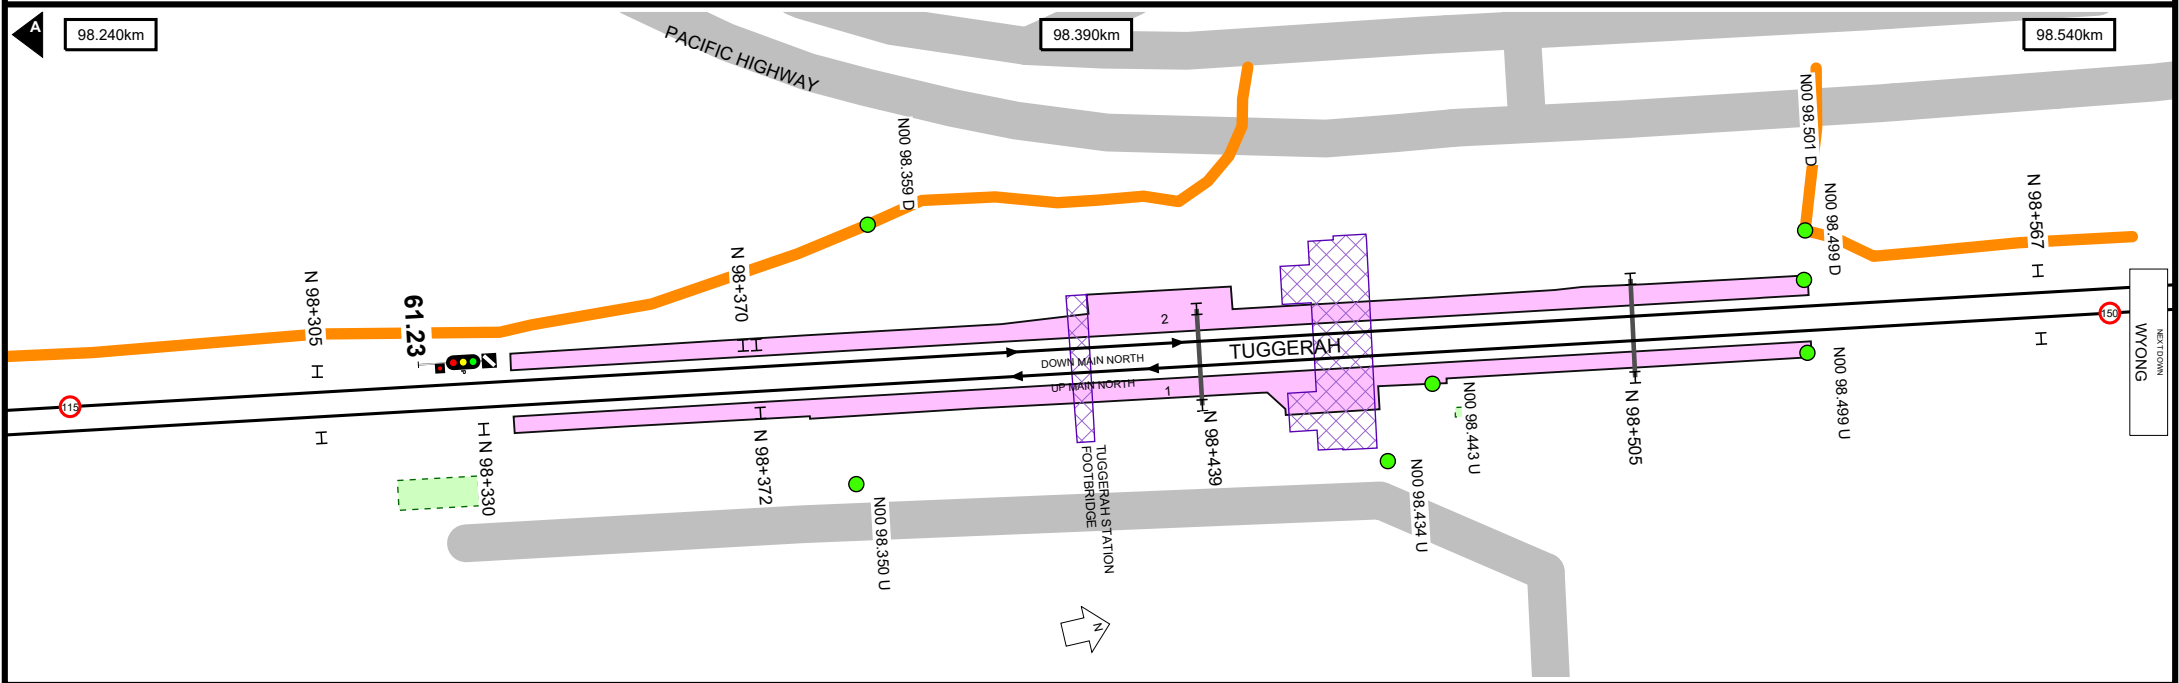 A
98.240km
98.390km
98.540km
PACIFIC HIGHWAY
N00 98.359 D
N00 98.501 D
N00 98.499 D
N 98+567
N 98+305
61.23
N 98+370
2
DOWN MAIN NORTH
TUGGERAH
UP MAIN NORTH
1
115
150
NEXT DOWN
WYONG
N 98+330
N 98+372
N 98+439
N00 98.443 U
N 98+505
N00 98.499 U
TUGGERAH STATION
FOOTBRIDGE
N00 98.350 U
N00 98.434 U
N